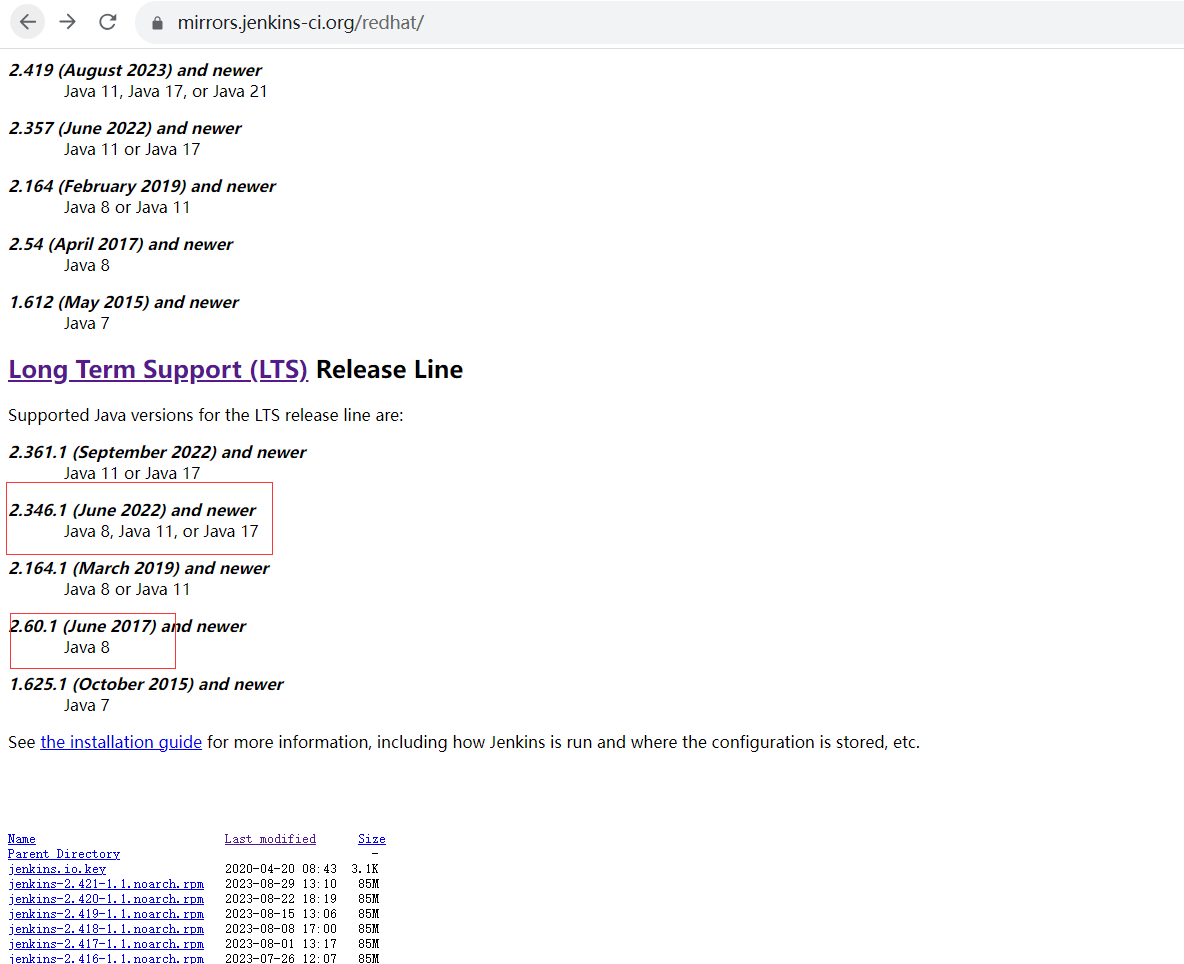 mirrors.jenkins-ci.org/redhat/
2.419 (August 2023) and newer
Java 11, Java 17, or Java 21
2.357 (June 2022) and newer
Java 11 or Java 17
2.164 (February 2019) and newer
Java 8 or Java 11
2.54 (April 2017) and newer
Java 8
1.612 (May 2015) and newer
Java 7
Long Term Support (LTS) Release Line
Supported Java versions for the LTS release line are:
2.361.1 (September 2022) and newer
Java 11 or Java 17
2.346.1 (June 2022) and newer
Java 8, Java 11, or Java 17
2.164.1 (March 2019) and newer
Java 8 or Java 11
2.60.1 (June 2017) and newer
Java 8
1.625.1 (October 2015) and newer
Java 7
See the installation guide for more information, including how Jenkins is run and where the configuration is stored, etc.
Name Last modified Size
Parent Directory -
jenkins.io.key 2020-04-20 08:43 3.1K
jenkins-2.421-1.1.noarch.rpm 2023-08-29 13:10 85M
jenkins-2.420-1.1.noarch.rpm 2023-08-22 18:19 85M
jenkins-2.419-1.1.noarch.rpm 2023-08-15 13:06 85M
jenkins-2.418-1.1.noarch.rpm 2023-08-08 17:00 85M
jenkins-2.417-1.1.noarch.rpm 2023-08-01 13:17 85M
jenkins-2.416-1.1.noarch.rpm 2023-07-26 12:07 85M